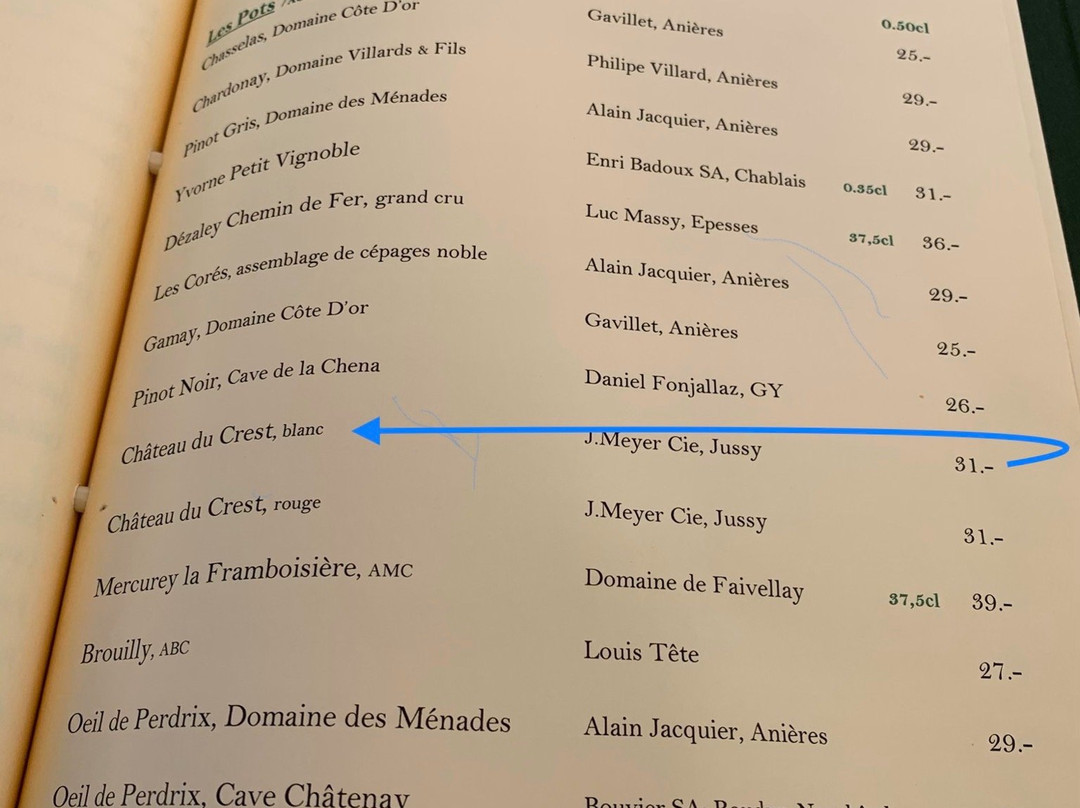 Les Pots
Chasselas, Domaine Côte D'or Gavillet, Anières 0.50cl 25.-
Chardonay, Domaine Villards & Fils Philipe Villard, Anières 29.-
Pinot Gris, Domaine des Ménades Alain Jacquier, Anières 29.-
Yvorne Petit Vignoble Enri Badoux SA, Chablais 0.35cl 31.-
Dézaley Chemin de Fer, grand cru Luc Massy, Epesses 37,5cl 36.-
Les Corés, assemblage de cépages noble Alain Jacquier, Anières 29.-
Gamay, Domaine Côte D'or Gavillet, Anières 25.-
Pinot Noir, Cave de la Chena Daniel Fonjallaz, GY 26.-
Château du Crest, blanc J.Meyer Cie, Jussy 31.-
Château du Crest, rouge J.Meyer Cie, Jussy 31.-
Mercurey la Framboisière, AMC Domaine de Faivellay 37,5cl 39.-
Brouilly, ABC Louis Tête 27.-
Oeil de Perdrix, Domaine des Ménades Alain Jacquier, Anières 29.-
Oeil de Perdrix, Cave Châtenay Bouvier SA